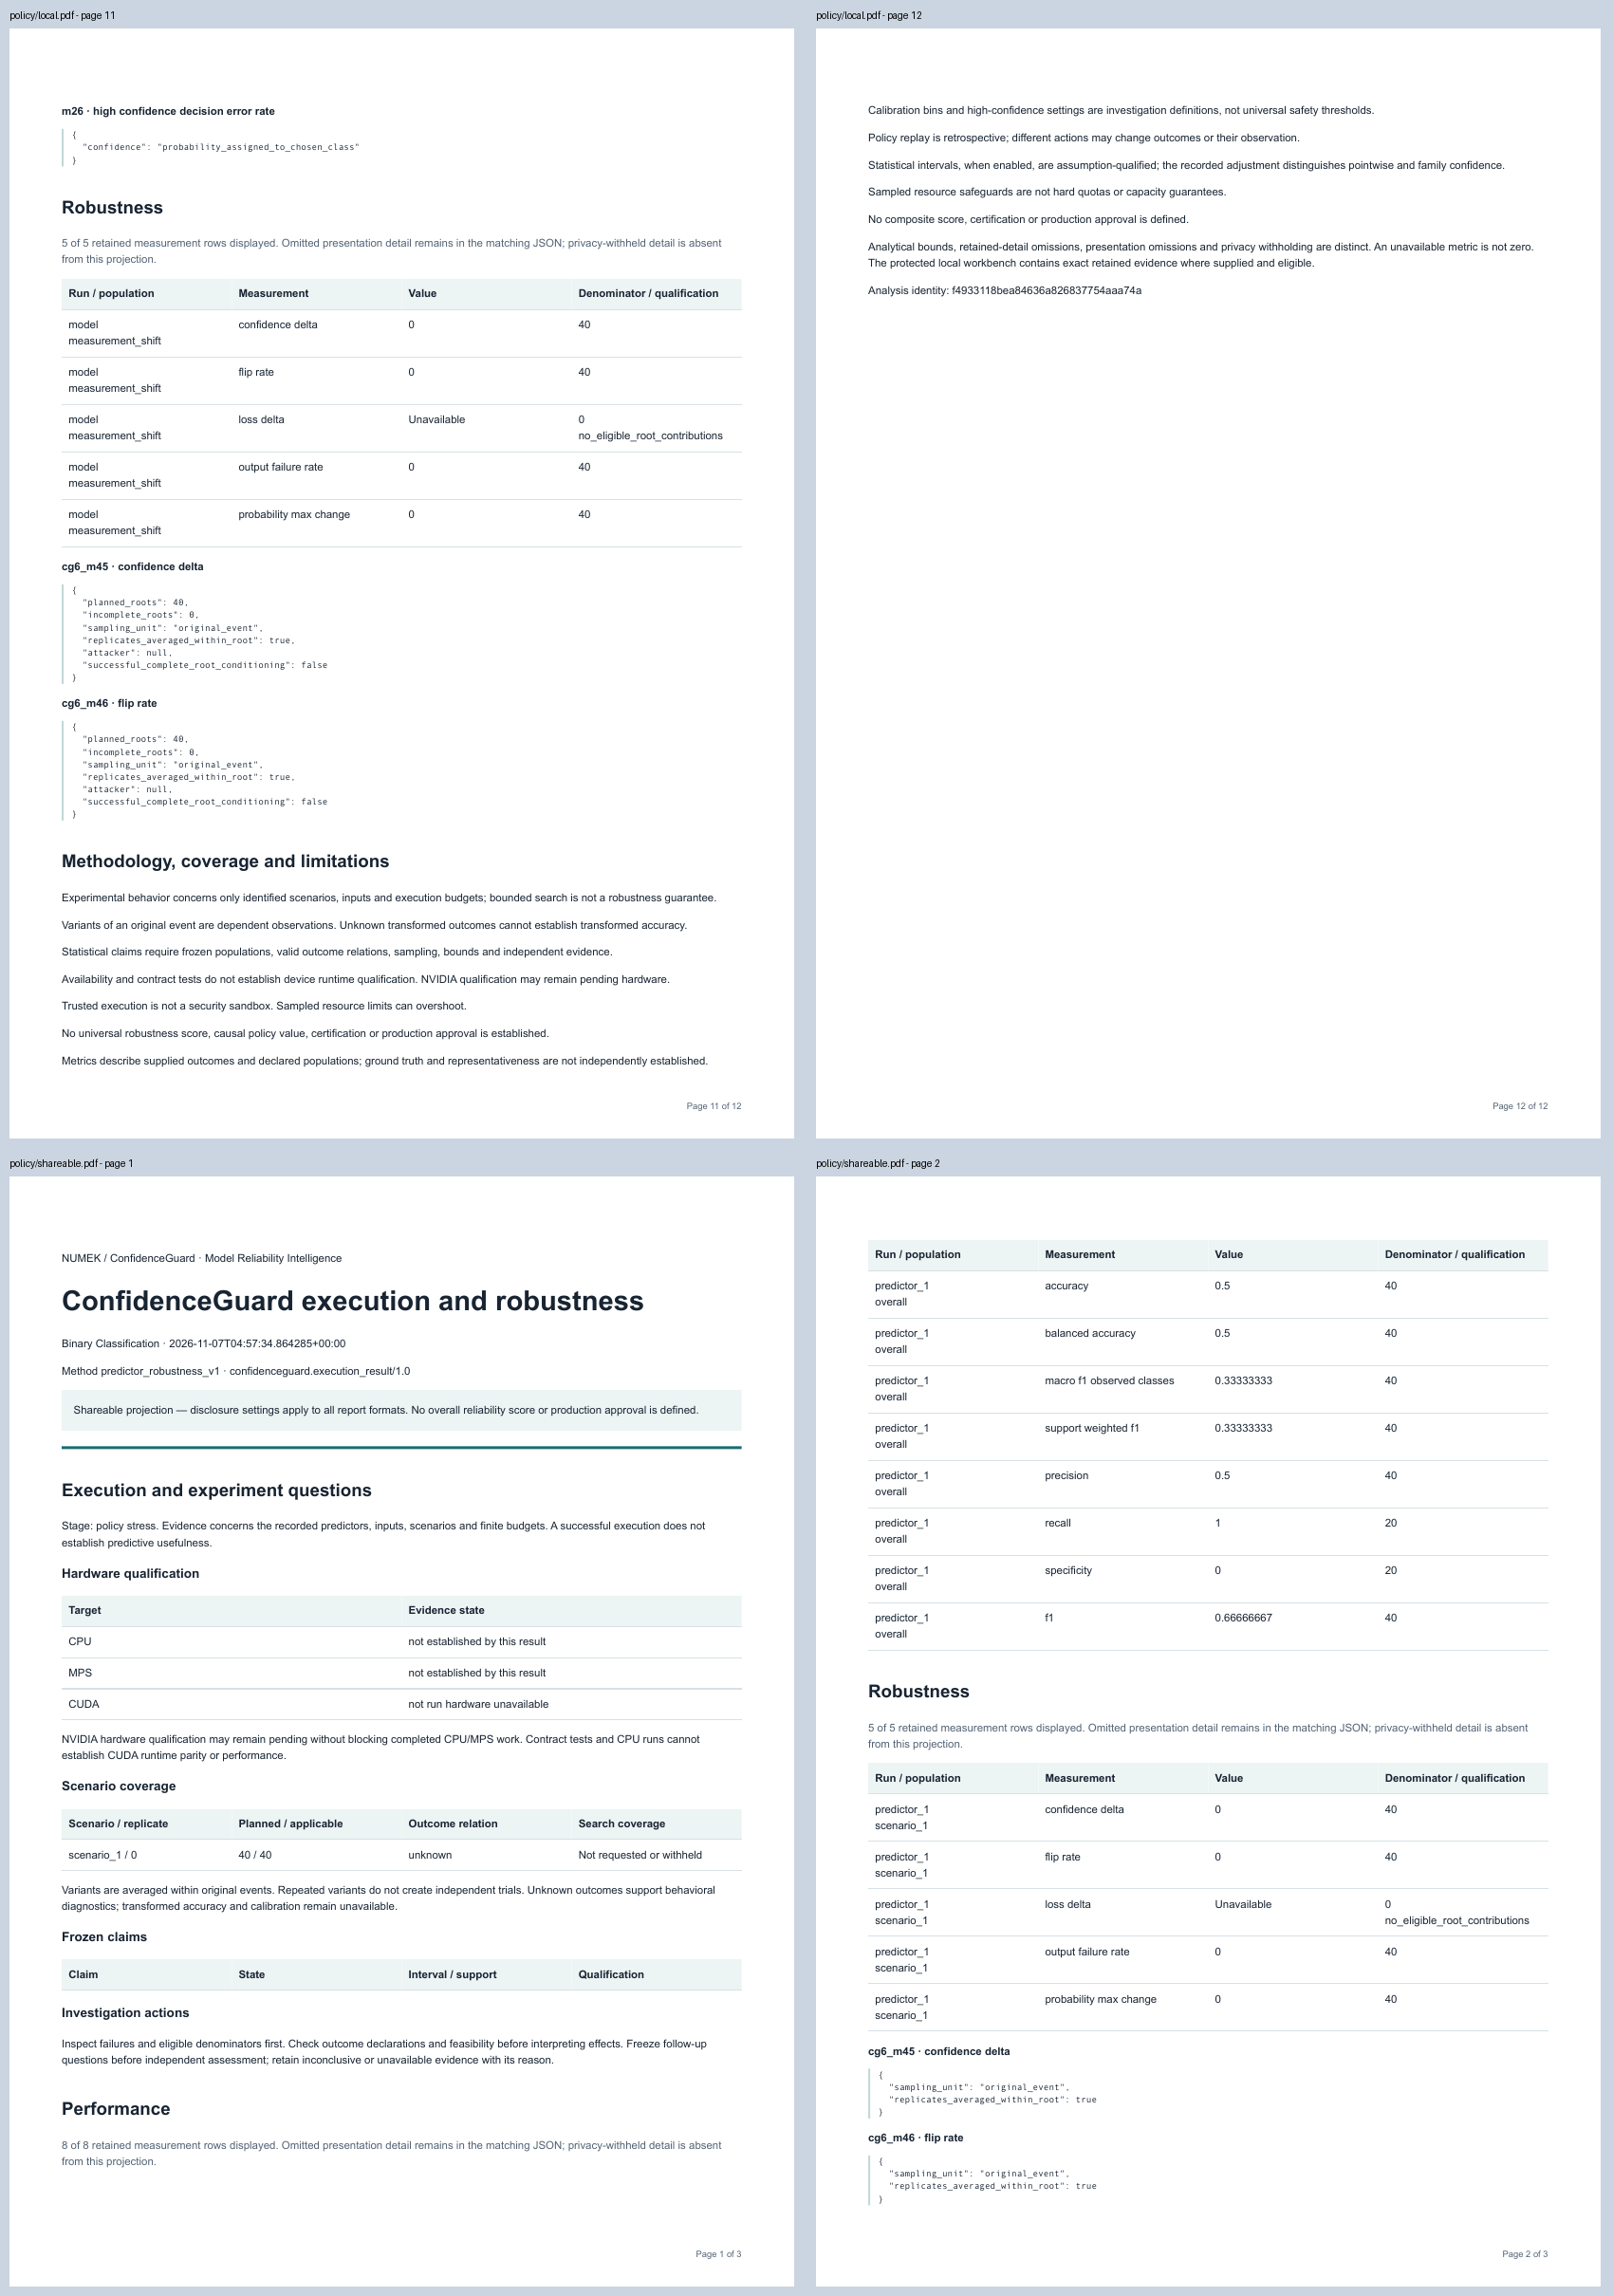 policy/local.pdf - page 11
m26 · high confidence decision error rate
{
"confidence": "probability_assigned_to_chosen_class"
}
Robustness
5 of 5 retained measurement rows displayed. Omitted presentation detail remains in the matching JSON; privacy-withheld detail is absent
from this projection.
Run / population Measurement Value Denominator / qualification
model confidence delta 0 40
measurement_shift
model flip rate 0 40
measurement_shift
model loss delta Unavailable 0
measurement_shift no_eligible_root_contributions
model output failure rate 0 40
measurement_shift
model probability max change 0 40
measurement_shift
cg6_m45 · confidence delta
{
"planned_roots": 40,
"incomplete_roots": 0,
"sampling_unit": "original_event",
"replicates_averaged_within_root": true,
"attacker": null,
"successful_complete_root_conditioning": false
}
cg6_m46 · flip rate
{
"planned_roots": 40,
"incomplete_roots": 0,
"sampling_unit": "original_event",
"replicates_averaged_within_root": true,
"attacker": null,
"successful_complete_root_conditioning": false
}
Methodology, coverage and limitations
Experimental behavior concerns only identified scenarios, inputs and execution budgets; bounded search is not a robustness guarantee.
Variants of an original event are dependent observations. Unknown transformed outcomes cannot establish transformed accuracy.
Statistical claims require frozen populations, valid outcome relations, sampling, bounds and independent evidence.
Availability and contract tests do not establish device runtime qualification. NVIDIA qualification may remain pending hardware.
Trusted execution is not a security sandbox. Sampled resource limits can overshoot.
No universal robustness score, causal policy value, certification or production approval is established.
Metrics describe supplied outcomes and declared populations; ground truth and representativeness are not independently established.
Page 11 of 12
policy/local.pdf - page 12
Calibration bins and high-confidence settings are investigation definitions, not universal safety thresholds.
Policy replay is retrospective; different actions may change outcomes or their observation.
Statistical intervals, when enabled, are assumption-qualified; the recorded adjustment distinguishes pointwise and family confidence.
Sampled resource safeguards are not hard quotas or capacity guarantees.
No composite score, certification or production approval is defined.
Analytical bounds, retained-detail omissions, presentation omissions and privacy withholding are distinct. An unavailable metric is not zero.
The protected local workbench contains exact retained evidence where supplied and eligible.
Analysis identity: f4933118bea84636a826837754aaa74a
Page 12 of 12
policy/shareable.pdf - page 1
NUMEK / ConfidenceGuard · Model Reliability Intelligence
ConfidenceGuard execution and robustness
Binary Classification · 2026-11-07T04:57:34.864285+00:00
Method predictor_robustness_v1 · confidenceguard.execution_result/1.0
Shareable projection — disclosure settings apply to all report formats. No overall reliability score or production approval is defined.
Execution and experiment questions
Stage: policy stress. Evidence concerns the recorded predictors, inputs, scenarios and finite budgets. A successful execution does not
establish predictive usefulness.
Hardware qualification
Target Evidence state
CPU not established by this result
MPS not established by this result
CUDA not run hardware unavailable
NVIDIA hardware qualification may remain pending without blocking completed CPU/MPS work. Contract tests and CPU runs cannot
establish CUDA runtime parity or performance.
Scenario coverage
Scenario / replicate Planned / applicable Outcome relation Search coverage
scenario_1 / 0 40 / 40 unknown Not requested or withheld
Variants are averaged within original events. Repeated variants do not create independent trials. Unknown outcomes support behavioral
diagnostics; transformed accuracy and calibration remain unavailable.
Frozen claims
Claim State Interval / support Qualification
Investigation actions
Inspect failures and eligible denominators first. Check outcome declarations and feasibility before interpreting effects. Freeze follow-up
questions before independent assessment; retain inconclusive or unavailable evidence with its reason.
Performance
8 of 8 retained measurement rows displayed. Omitted presentation detail remains in the matching JSON; privacy-withheld detail is absent
from this projection.
Page 1 of 3
policy/shareable.pdf - page 2
Run / population Measurement Value Denominator / qualification
predictor_1 accuracy 0.5 40
overall
predictor_1 balanced accuracy 0.5 40
overall
predictor_1 macro f1 observed classes 0.33333333 40
overall
predictor_1 support weighted f1 0.33333333 40
overall
predictor_1 precision 0.5 40
overall
predictor_1 recall 1 20
overall
predictor_1 specificity 0 20
overall
predictor_1 f1 0.66666667 40
overall
Robustness
5 of 5 retained measurement rows displayed. Omitted presentation detail remains in the matching JSON; privacy-withheld detail is absent
from this projection.
Run / population Measurement Value Denominator / qualification
predictor_1 confidence delta 0 40
scenario_1
predictor_1 flip rate 0 40
scenario_1
predictor_1 loss delta Unavailable 0
scenario_1 no_eligible_root_contributions
predictor_1 output failure rate 0 40
scenario_1
predictor_1 probability max change 0 40
scenario_1
cg6_m45 · confidence delta
{
"sampling_unit": "original_event",
"replicates_averaged_within_root": true
}
cg6_m46 · flip rate
{
"sampling_unit": "original_event",
"replicates_averaged_within_root": true
}
Page 2 of 3